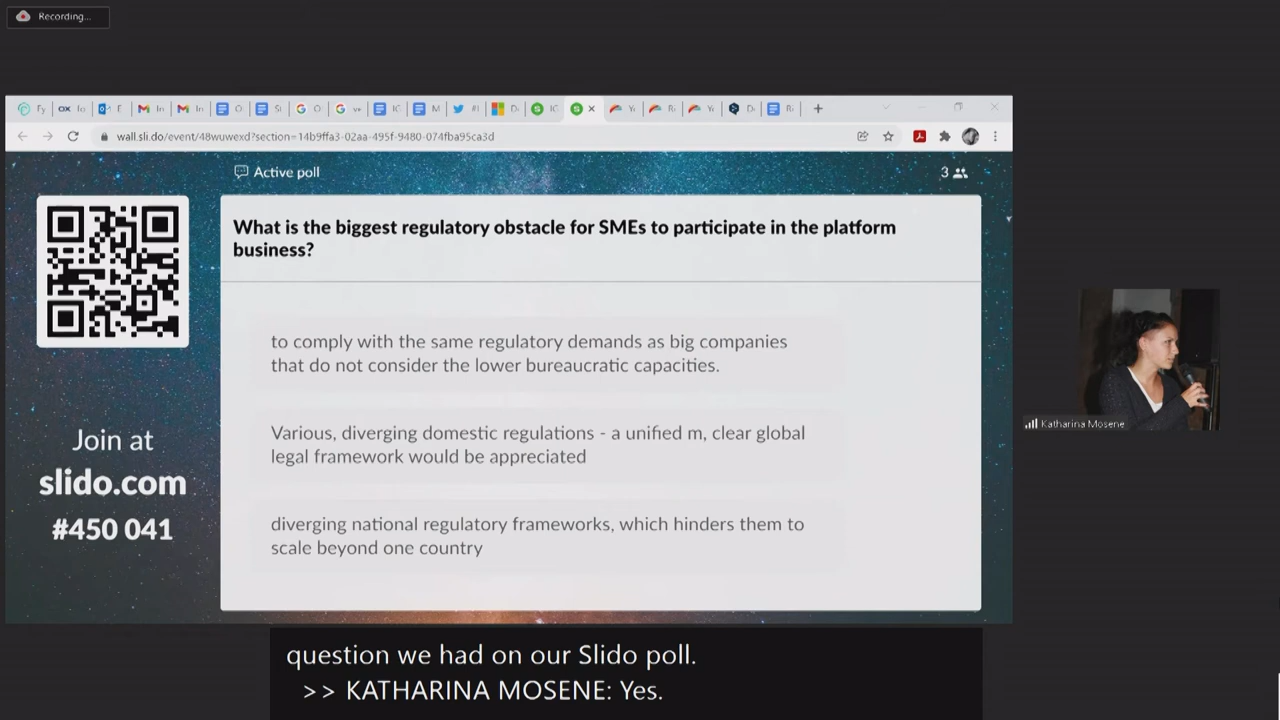 Recording...
wall.sli.do/event/48wuwexd?section=14b9ffa3-02aa-495f-9480-074fba95ca3d
Active poll
3
What is the biggest regulatory obstacle for SMEs to participate in the platform
business?
to comply with the same regulatory demands as big companies
that do not consider the lower bureaucratic capacities.
Various, diverging domestic regulations - a unified m, clear global
legal framework would be appreciated
diverging national regulatory frameworks, which hinders them to
scale beyond one country
Join at
slido.com
#450 041
Katharina Mosene
question we had on our Slido poll.
>> KATHARINA MOSENE: Yes.